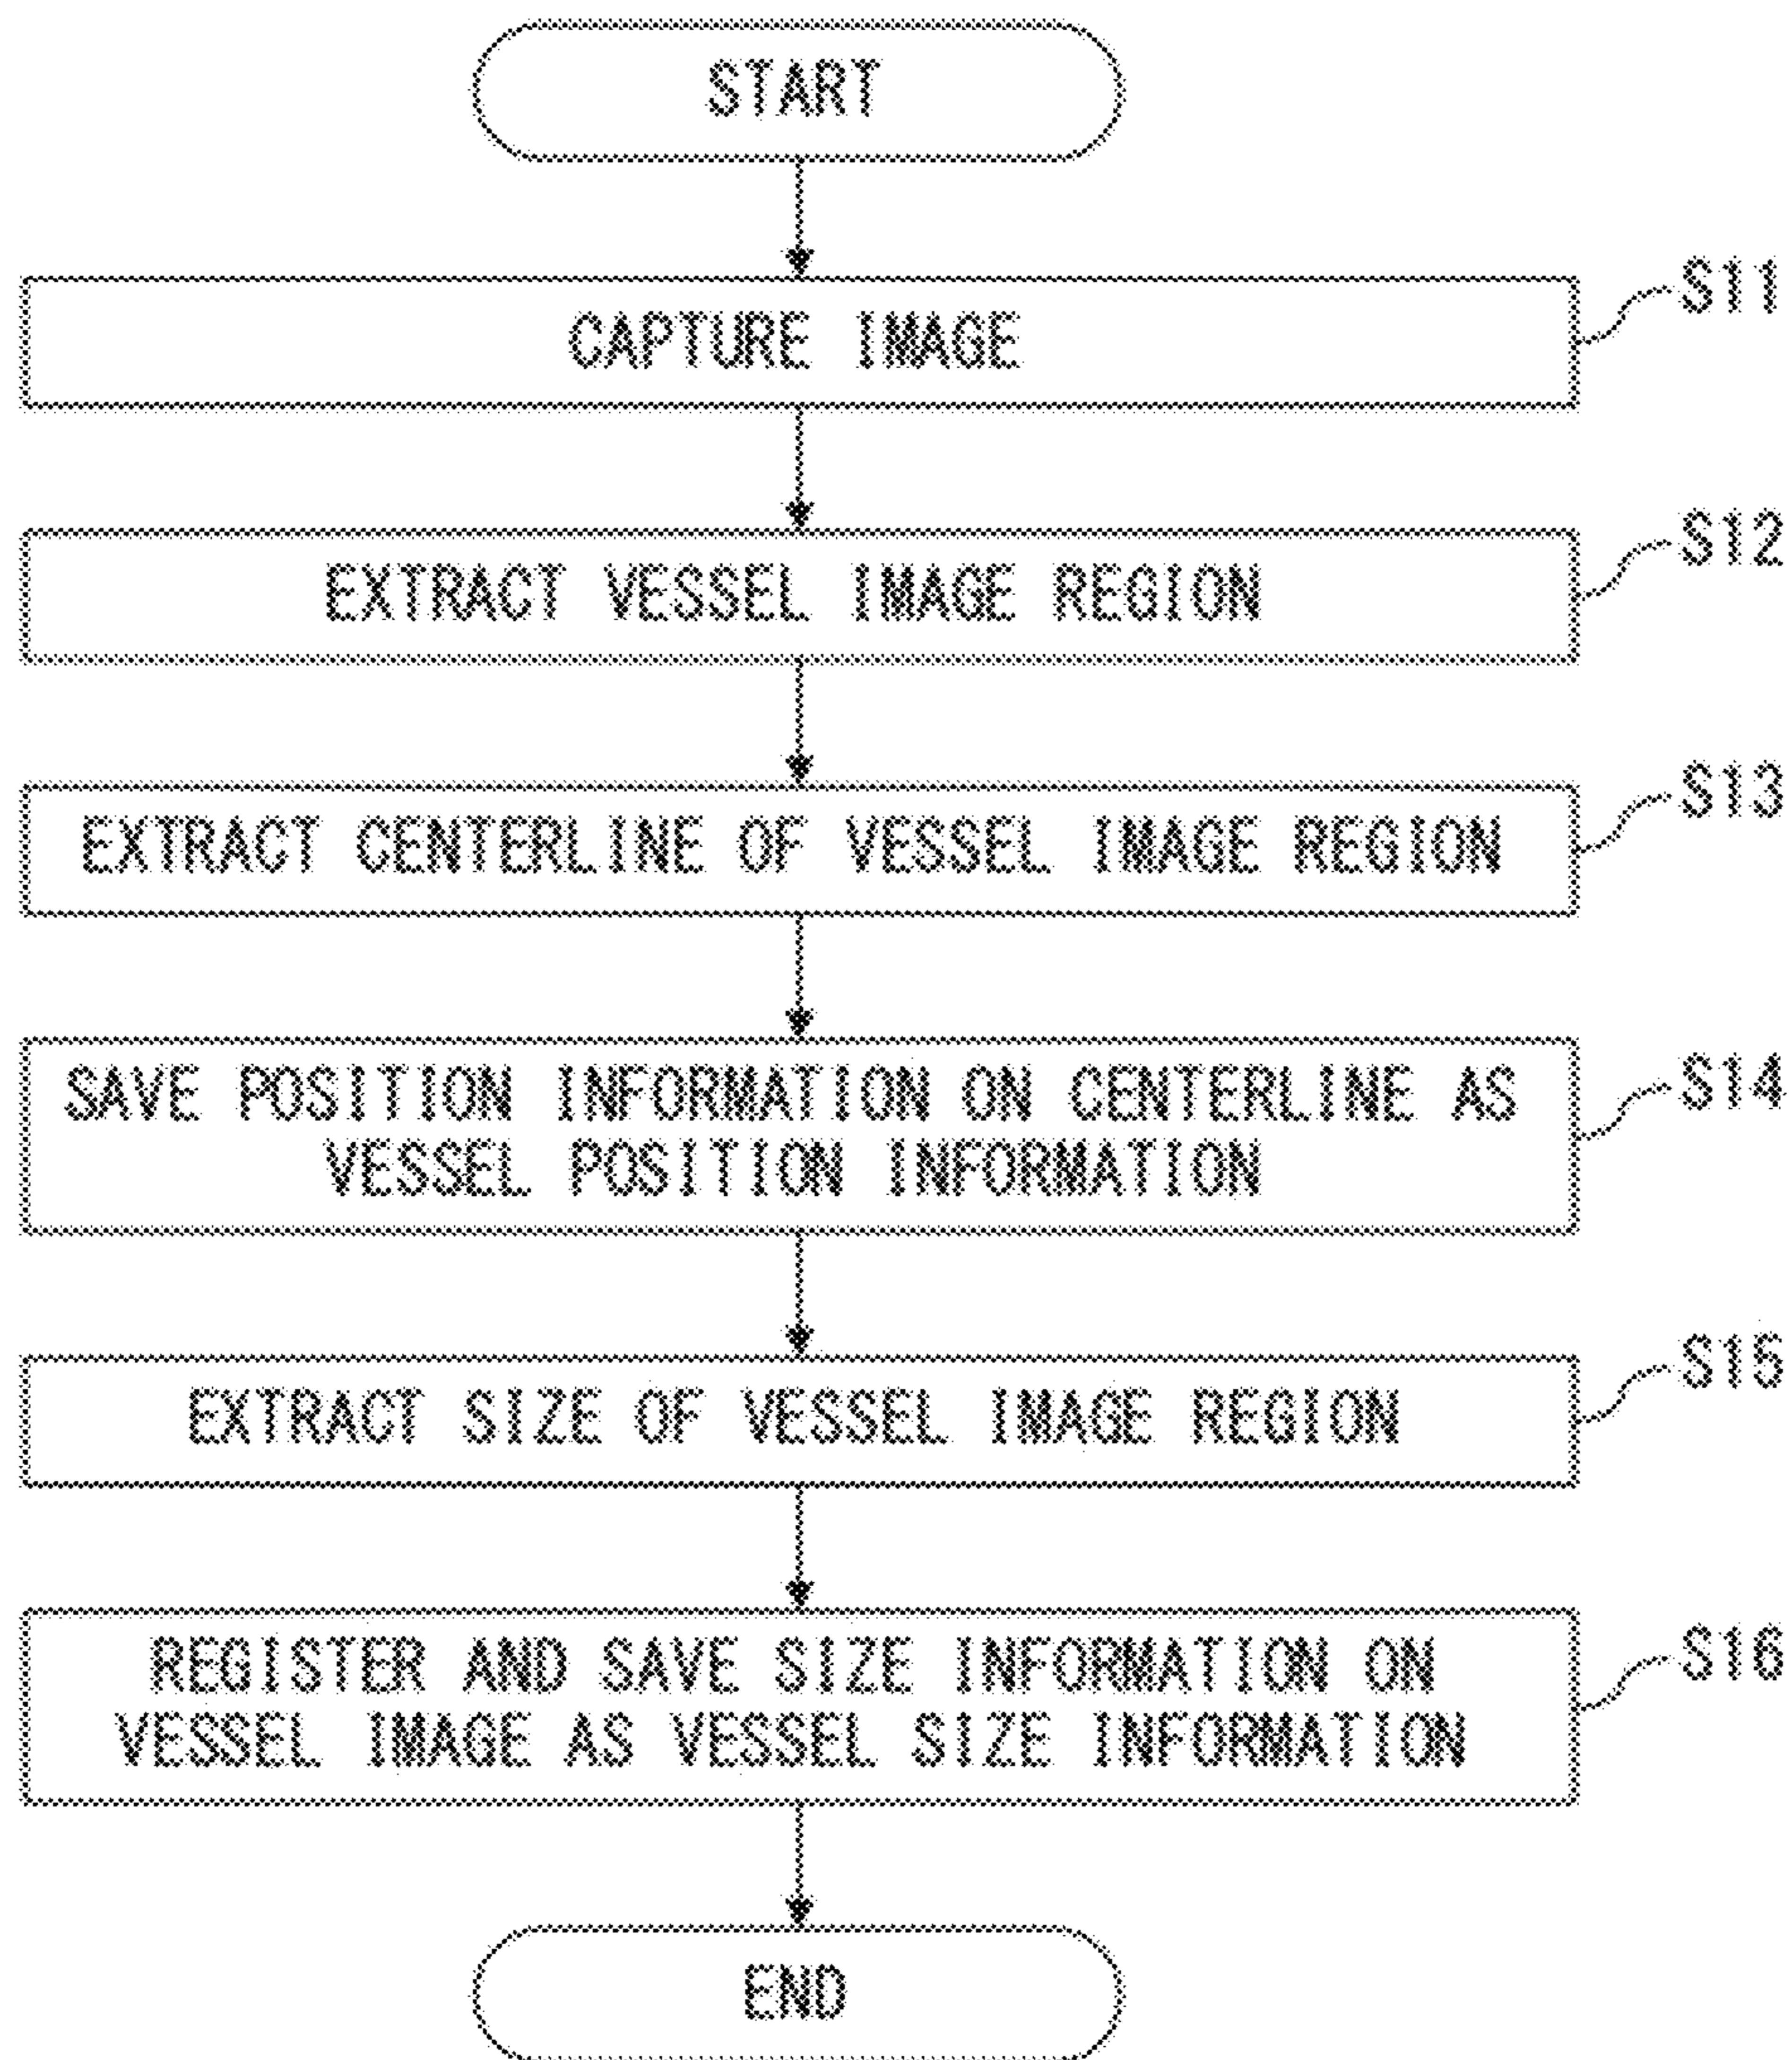 START
S11
CAPTURE IMAGE
S12
EXTRACT VESSEL IMAGE REGION
S13
EXTRACT CENTERLINE OF VESSEL IMAGE REGION
S14
SAVE POSITION INFORMATION ON CENTERLINE AS
VESSEL POSITION INFORMATION
S15
EXTRACT SIZE OF VESSEL IMAGE REGION
S16
REGISTER AND SAVE SIZE INFORMATION ON
VESSEL IMAGE AS VESSEL SIZE INFORMATION
END